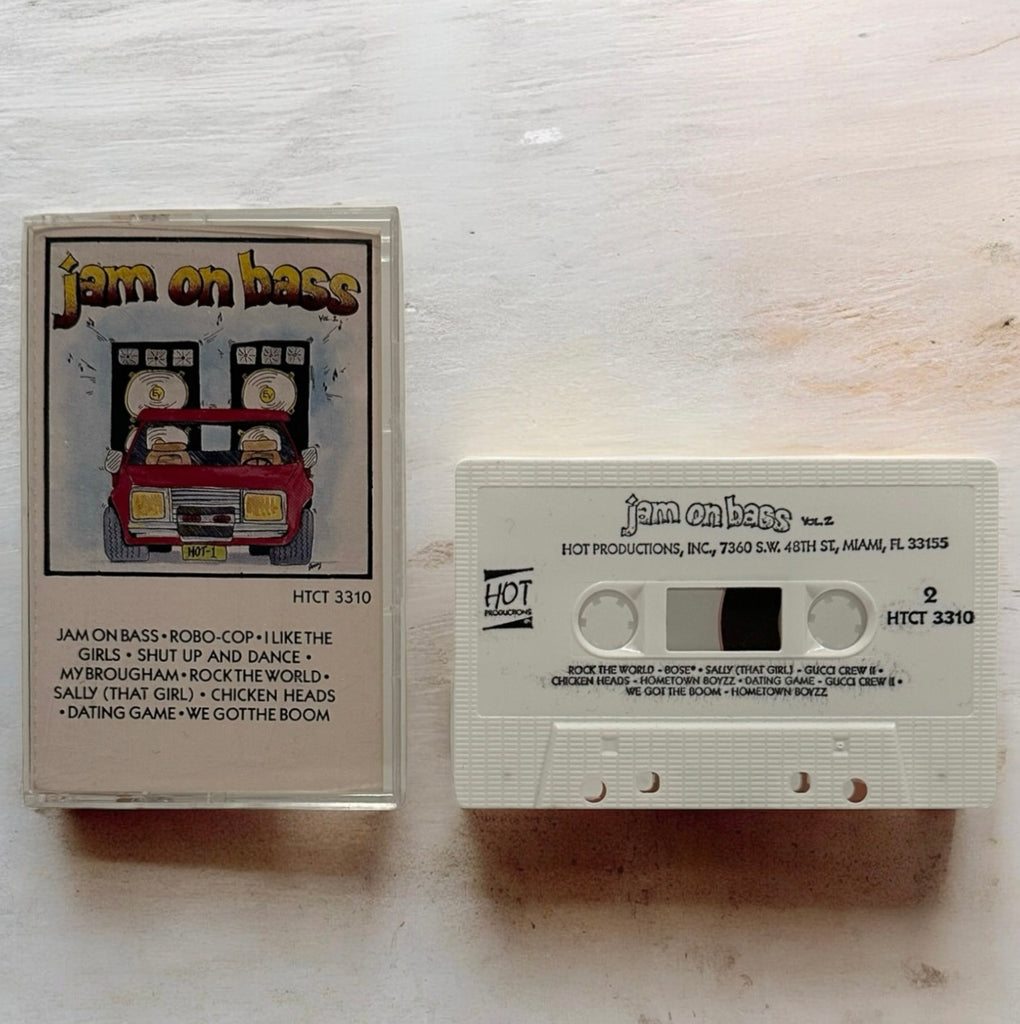 jam on bass
Ev
Ev
HOT-1
HTCT 3310
JAM ON BASS • ROBO-COP • I LIKE THE
GIRLS • SHUT UP AND DANCE •
MY BROUGHAM • ROCK THE WORLD •
SALLY (THAT GIRL) • CHICKEN HEADS
• DATING GAME • WE GOT THE BOOM
jam on bass VOL. 2
HOT PRODUCTIONS, INC., 7360 S.W. 48TH ST., MIAMI, FL 33155
HOT
PRODUCTIONS
2
HTCT 3310
ROCK THE WORLD - BOSE* • SALLY (THAT GIRL) - GUCCI CREW II •
CHICKEN HEADS - HOMETOWN BOYZZ • DATING GAME - GUCCI CREW II •
WE GOT THE BOOM - HOMETOWN BOYZZ